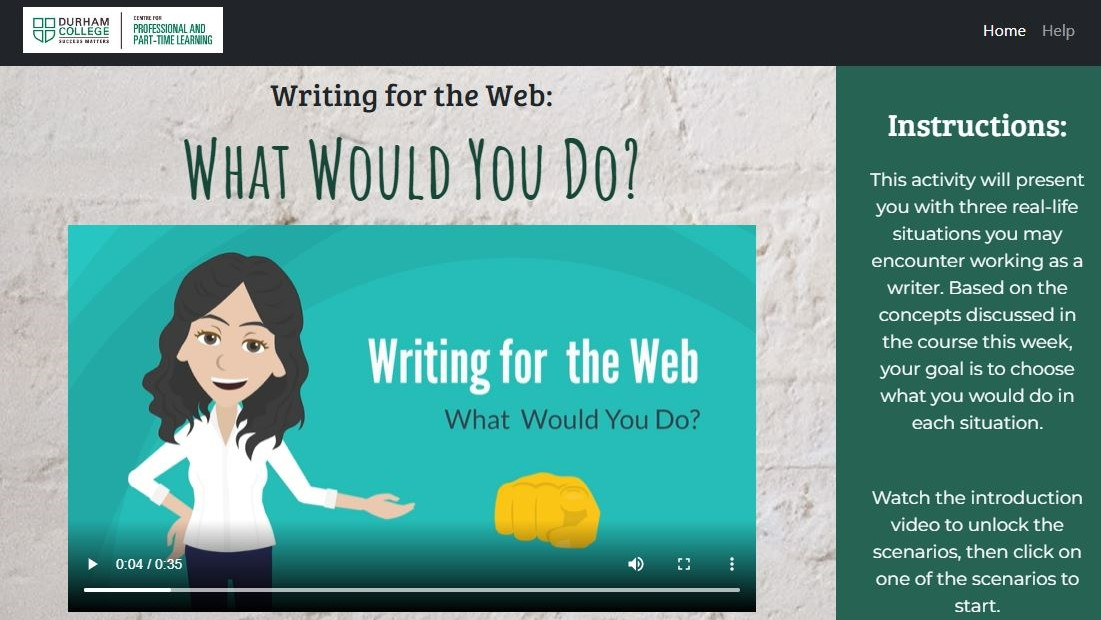 DURHAM
COLLEGE
SUCCESS MATTERS
CENTRE FOR
PROFESSIONAL AND
PART-TIME LEARNING
Home Help
Writing for the Web:
What Would You Do?
Writing for the Web
What Would You Do?
0:04 / 0:35
Instructions:
This activity will present
you with three real-life
situations you may
encounter working as a
writer. Based on the
concepts discussed in
the course this week,
your goal is to choose
what you would do in
each situation.
Watch the introduction
video to unlock the
scenarios, then click on
one of the scenarios to
start.